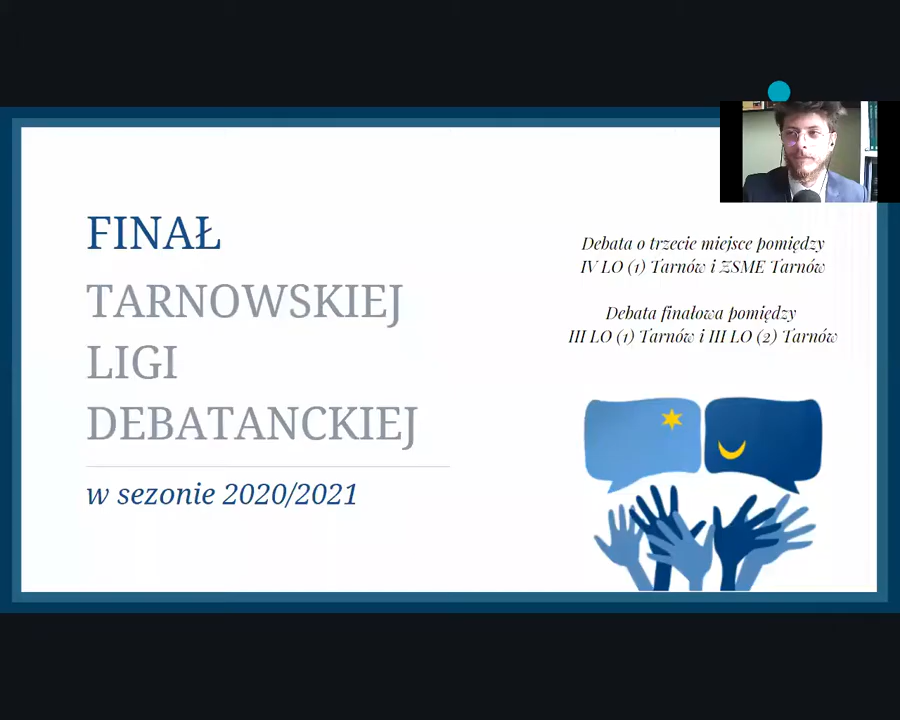 FINAŁ
TARNOWSKIEJ
LIGI
DEBATANCKIEJ
w sezonie 2020/2021
Debata o trzecie miejsce pomiędzy
IV LO (1) Tarnów i ZSME Tarnów
Debata finałowa pomiędzy
III LO (1) Tarnów i III LO (2) Tarnów